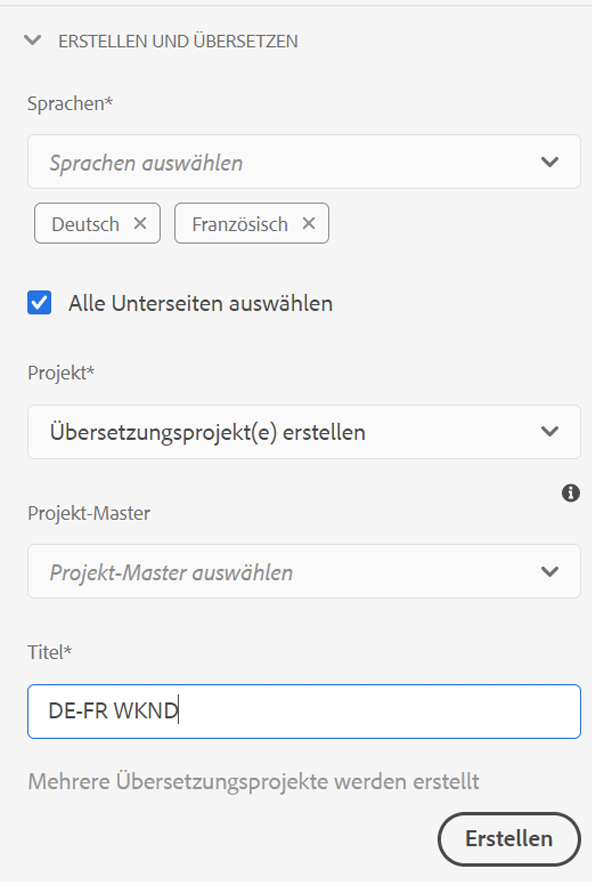 ERSTELLEN UND ÜBERSETZEN
Sprachen*
Sprachen auswählen
Deutsch Französisch
Alle Unterseiten auswählen
Projekt*
Übersetzungsprojekt(e) erstellen
Projekt-Master
Projekt-Master auswählen
Titel*
DE-FR WKND
Mehrere Übersetzungsprojekte werden erstellt
Erstellen